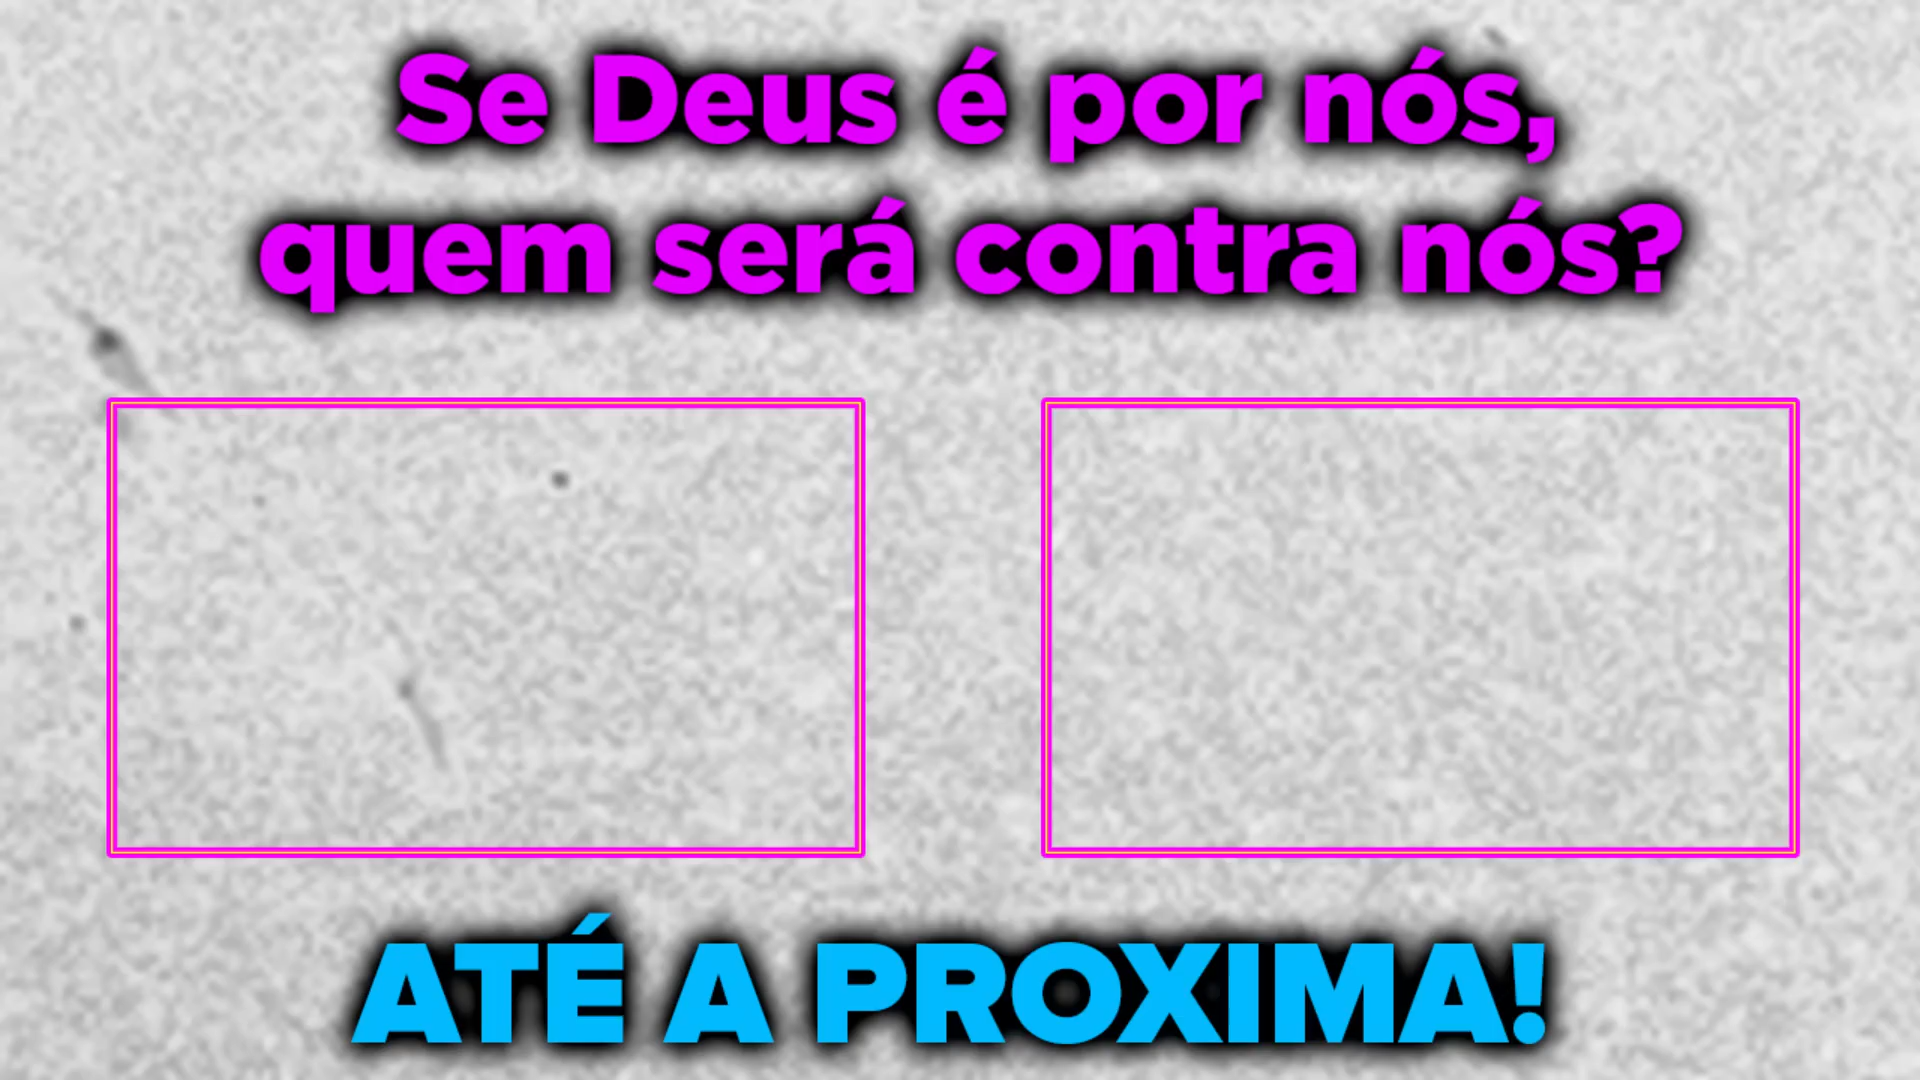 Se Deus é por nós,
quem será contra nós?
ATÉ A PROXIMA!